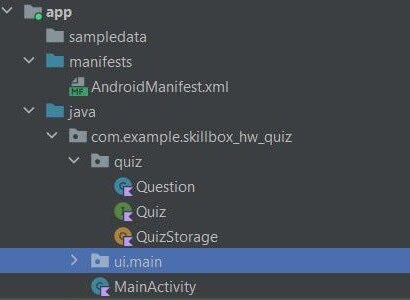 app
sampledata
manifests
AndroidManifest.xml
java
com.example.skillbox_hw_quiz
quiz
Question
Quiz
QuizStorage
ui.main
MainActivity